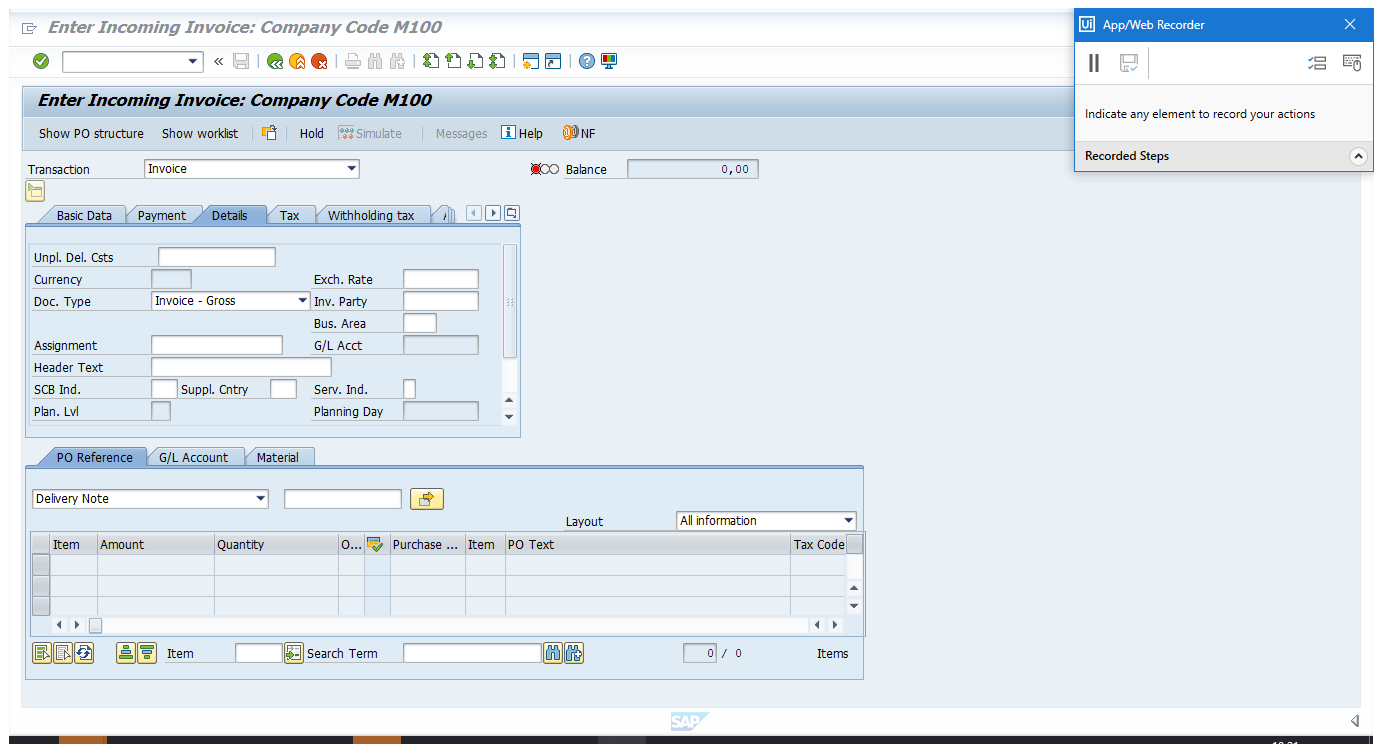 Enter Incoming Invoice: Company Code M100
Ui App/Web Recorder
Indicate any element to record your actions
Recorded Steps
Enter Incoming Invoice: Company Code M100
Show PO structure Show worklist Hold Simulate Messages Help NF
Transaction Invoice Balance 0,00
Basic Data Payment Details Tax Withholding tax
Unpl. Del. Csts
Currency Exch. Rate
Doc. Type Invoice - Gross Inv. Party
Bus. Area
Assignment G/L Acct
Header Text
SCB Ind. Suppl. Cntry Serv. Ind.
Plan. Lvl Planning Day
PO Reference G/L Account Material
Delivery Note
Layout All information
Item Amount Quantity O... Purchase ... Item PO Text Tax Code
Item Search Term 0 / 0 Items
SAP